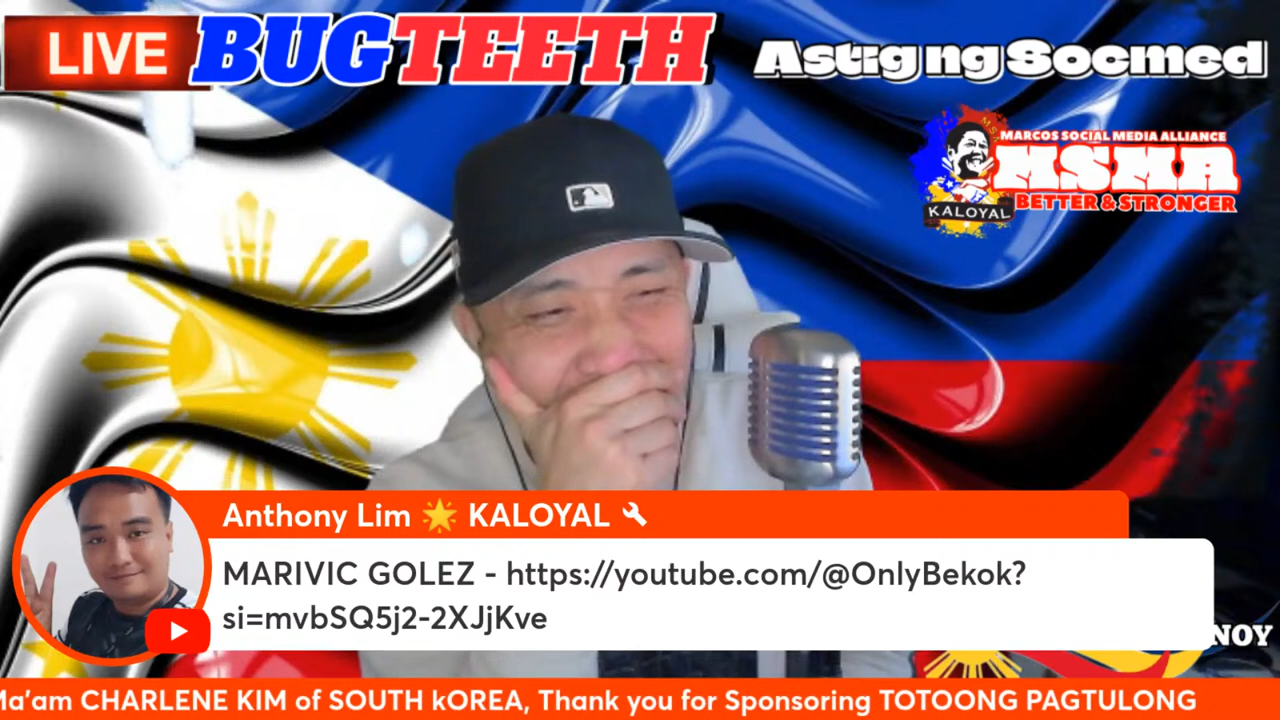 LIVE BUGTEETH Astig ng Socmed
MARCOS SOCIAL MEDIA ALLIANCE
MSMA
KALOYAL BETTER & STRONGER
Anthony Lim 🌟 KALOYAL 🔧
MARIVIC GOLEZ - https://youtube.com/@OnlyBekok?
si=mvbSQ5j2-2XJjKve
NOY
Ma'am CHARLENE KIM of SOUTH kOREA, Thank you for Sponsoring TOTOONG PAGTULONG